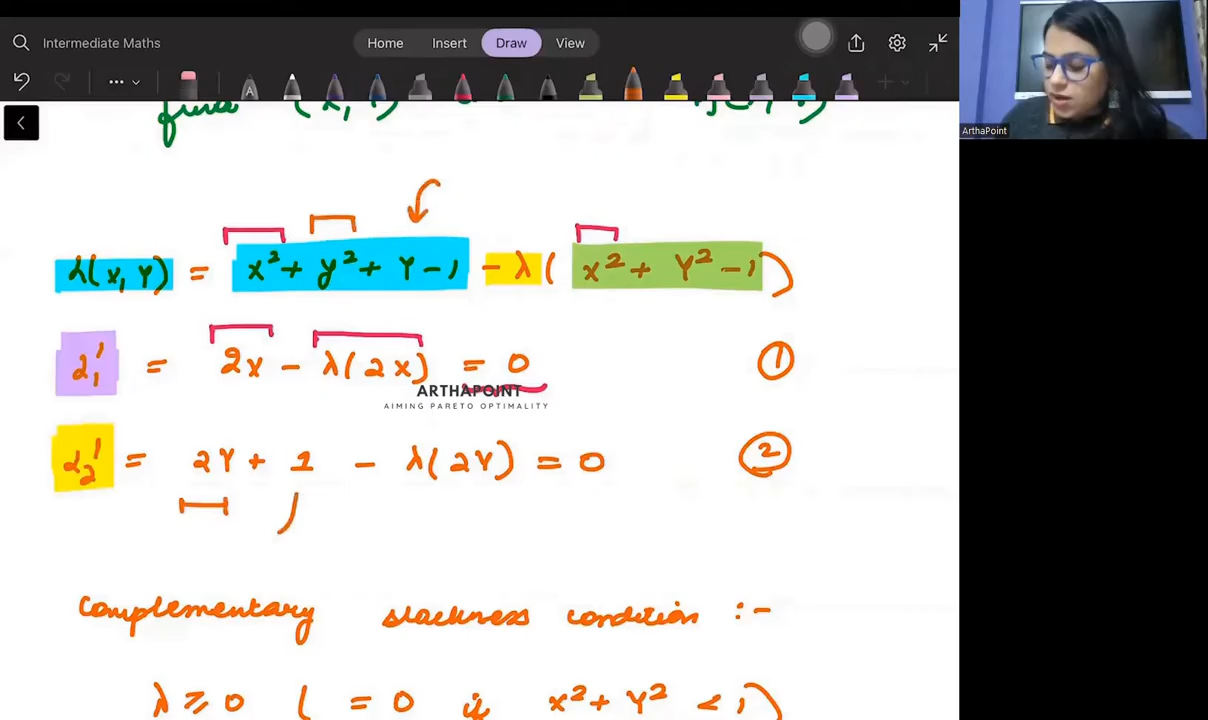 Intermediate Maths
Home Insert Draw View
A
ArthaPoint
L(x, y) = x² + y² + y - 1 - λ(x² + y² - 1)
L₁' = 2x - λ(2x) = 0 ①
ARTHAPOINT
AIMING PARETO OPTIMALITY
L₂' = 2y + 1 - λ(2y) = 0 ②
complementary slackness condition :-
λ ≥ 0 ( = 0 if x² + y² < 1)